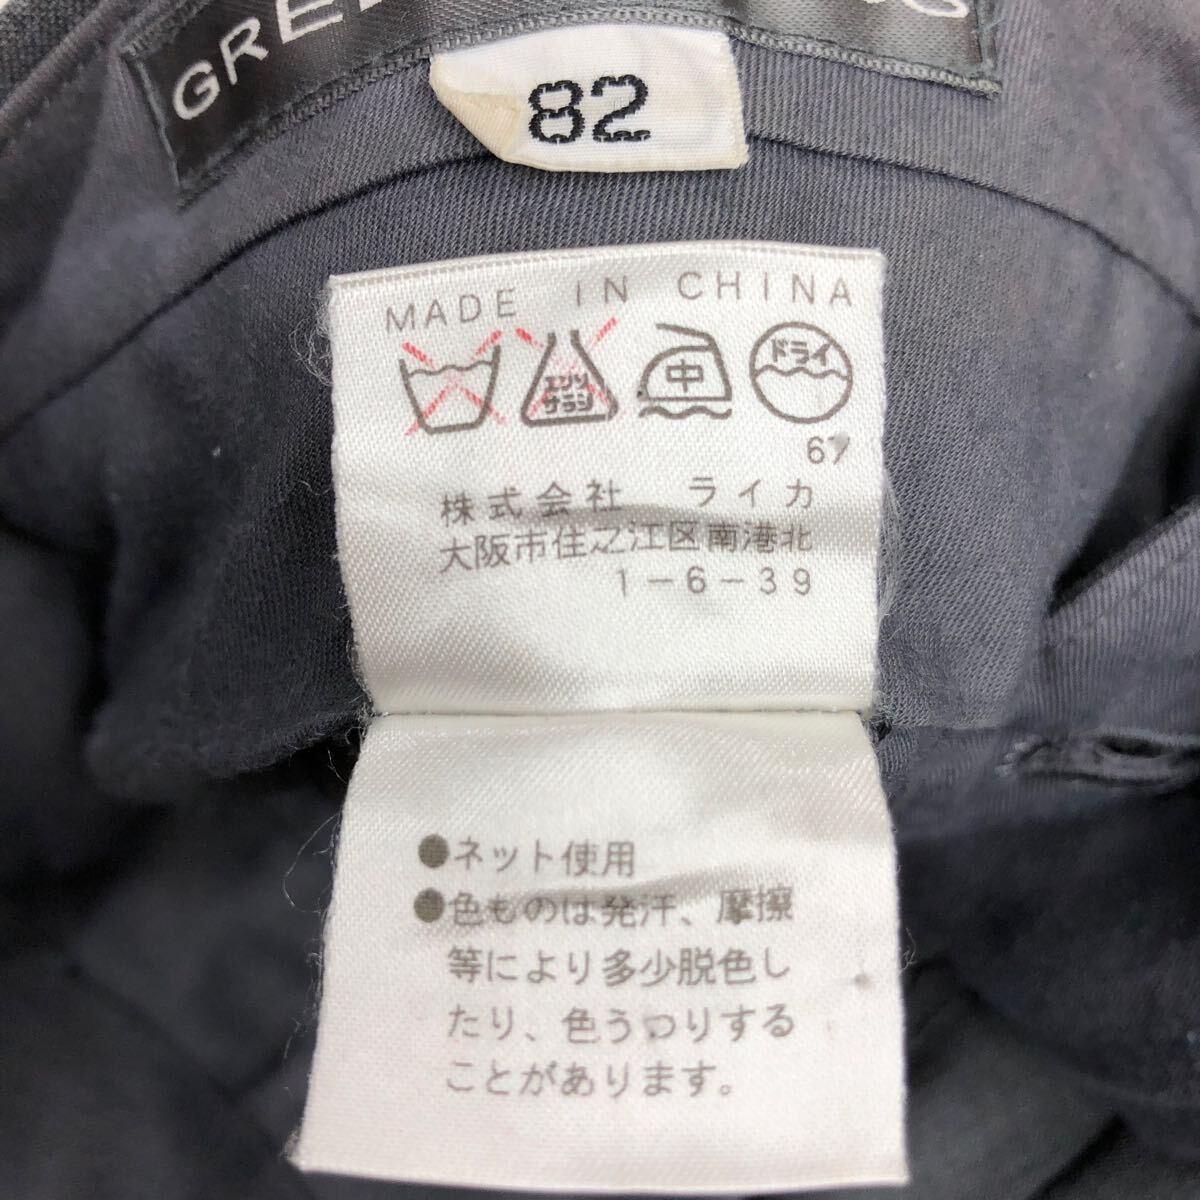 82
MADE IN CHINA
エンソ
サラシ
中
ドライ
67
株式会社 ライカ
大阪市住之江区南港北
1-6-39
●ネット使用
●色ものは発汗、摩擦
等により多少脱色し
たり、色うつりする
ことがあります。